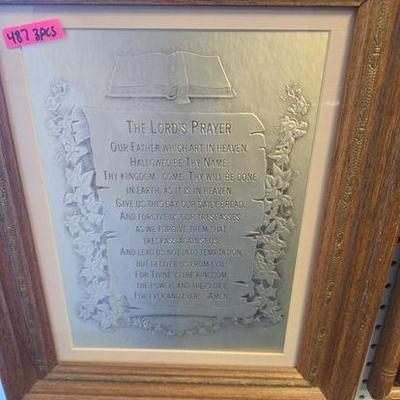 487 3PCS
THE LORD'S PRAYER
OUR FATHER WHICH ART IN HEAVEN,
HALLOWED BE THY NAME.
THY KINGDOM COME. THY WILL BE DONE
IN EARTH, AS IT IS IN HEAVEN.
GIVE US THIS DAY OUR DAILY BREAD.
AND FORGIVE US OUR TRESPASSES,
AS WE FORGIVE THEM THAT
TRESPASS AGAINST US.
AND LEAD US NOT INTO TEMPTATION,
BUT DELIVER US FROM EVIL.
FOR THINE IS THE KINGDOM,
THE POWER, AND THE GLORY,
FOR EVER AND EVER. AMEN.